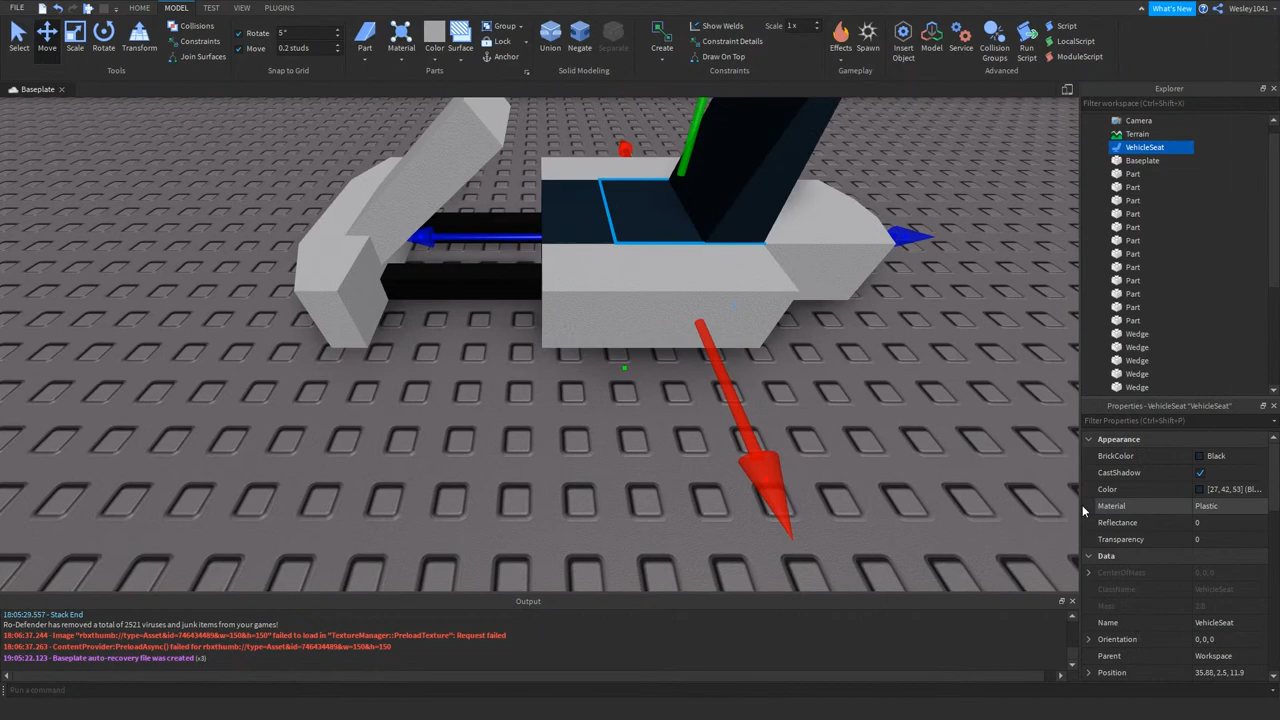 FILE HOME MODEL TEST VIEW PLUGINS What's New Wesley1041
Select Move Scale Rotate Transform
Rotate 5°
Move 0.2 studs
Collisions
Constraints
Join Surfaces
Part Material Color Surface
Group
Lock
Anchor
Union Negate Separate
Create
Show Welds Scale 1x
Constraint Details
Draw On Top
Effects Spawn
Insert Object Model Service Collision Groups Run Script
Script
LocalScript
ModuleScript
Tools Snap to Grid Parts Solid Modeling Constraints Gameplay Advanced
Baseplate
Explorer
Filter workspace (Ctrl+Shift+X)
Camera
Terrain
VehicleSeat
Baseplate
Part
Part
Part
Part
Part
Part
Part
Part
Part
Part
Part
Part
Wedge
Wedge
Wedge
Wedge
Wedge
Properties - VehicleSeat "VehicleSeat"
Filter Properties (Ctrl+Shift+P)
Appearance
BrickColor Black
CastShadow
Color [27, 42, 53] (Bl...
Material Plastic
Reflectance 0
Transparency 0
Data
CenterOfMass 0, 0, 0
ClassName VehicleSeat
Mass 2.8
Name VehicleSeat
Orientation 0, 0, 0
Parent Workspace
Position 35.88, 2.5, 11.9
Output
18:05:29.557 - Stack End
Ro-Defender has removed a total of 2521 viruses and junk items from your games!
18:06:37.244 - Image "rbxthumb://type=Asset&id=746434489&w=150&h=150" failed to load in "TextureManager::PreloadTexture": Request failed
18:06:37.263 - ContentProvider:PreloadAsync() failed for rbxthumb://type=Asset&id=746434489&w=150&h=150
19:05:22.123 - Baseplate auto-recovery file was created (x3)
Run a command